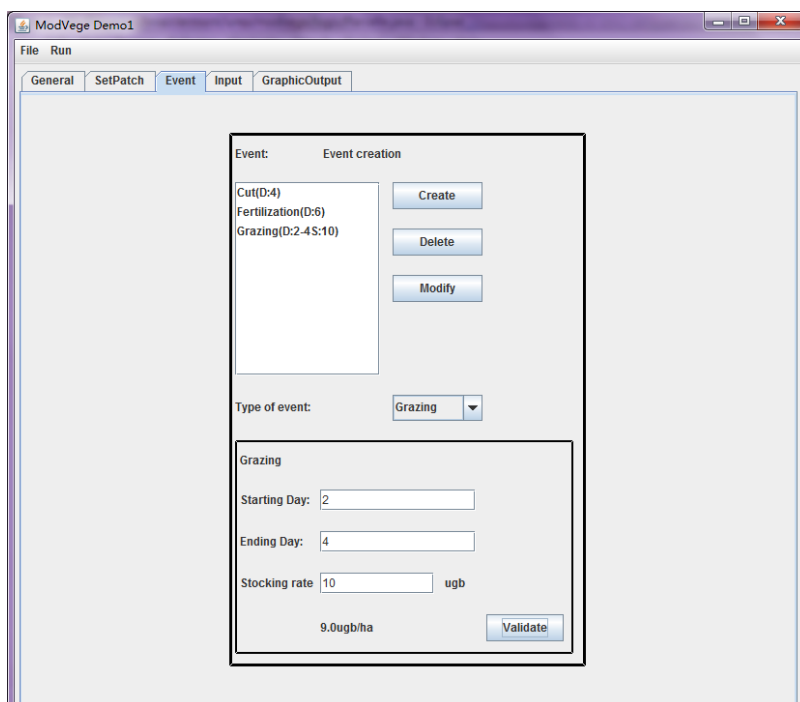 ModVege Demo1
File Run
General SetPatch Event Input GraphicOutput
Event: Event creation
Cut(D:4)
Fertilization(D:6)
Grazing(D:2-4S:10)
Create
Delete
Modify
Type of event: Grazing
Grazing
Starting Day: 2
Ending Day: 4
Stocking rate 10 ugb
9.0ugb/ha Validate